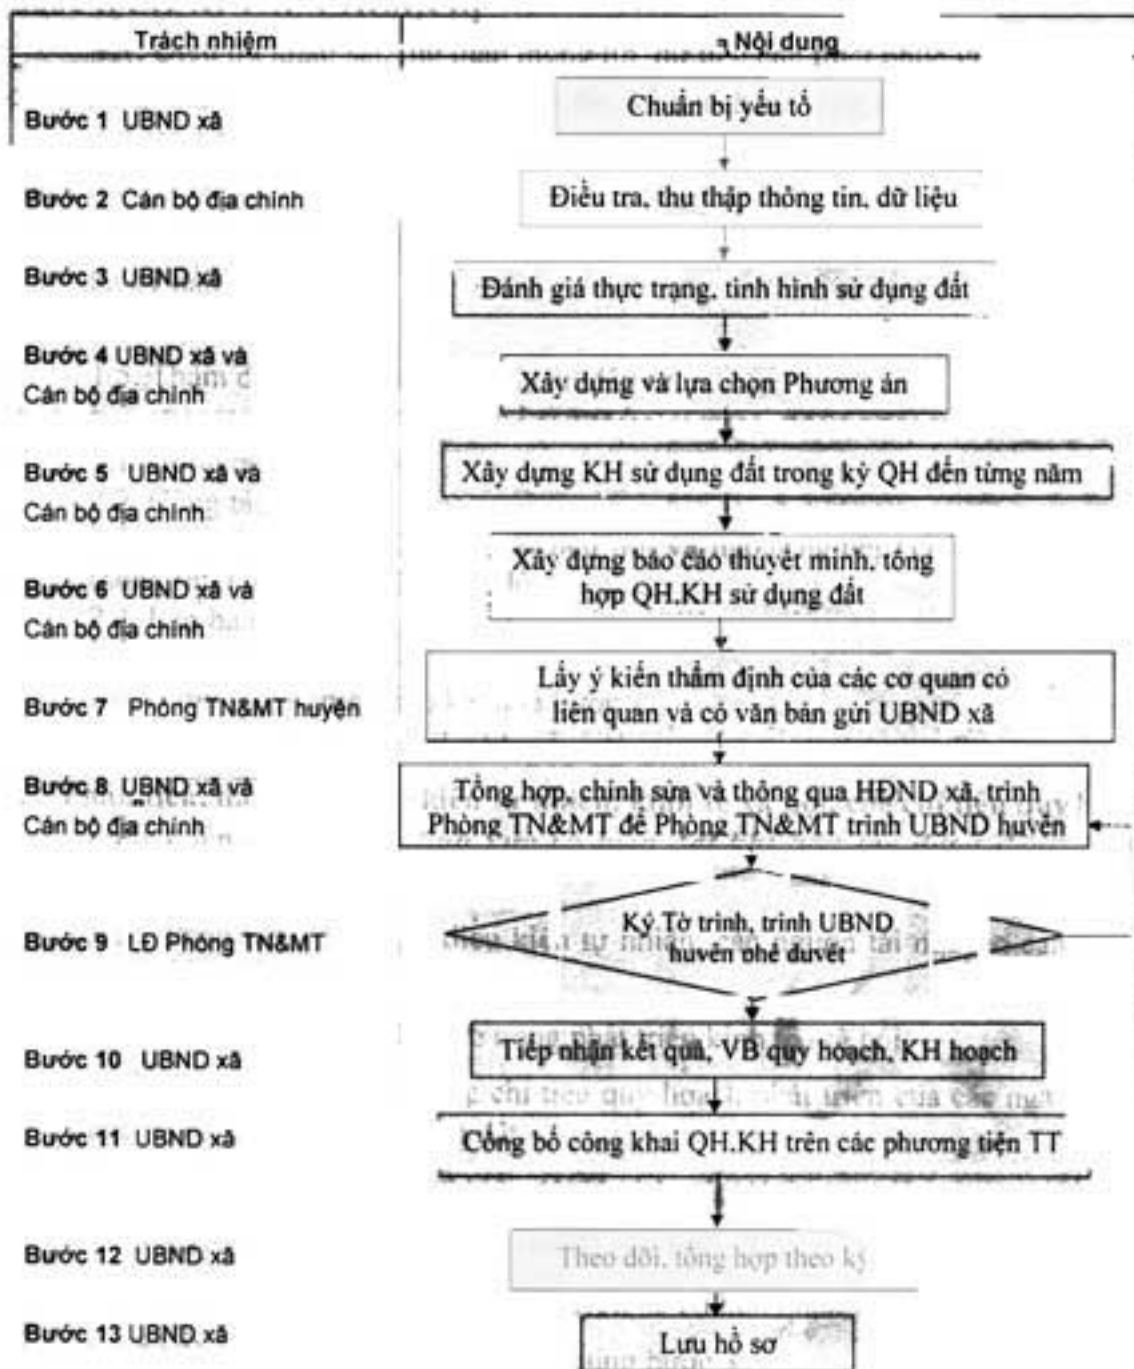 Trách nhiệm
Nội dung
Bước 1 UBND xã
Chuẩn bị yếu tố
Bước 2 Cán bộ địa chính
Điều tra, thu thập thông tin, dữ liệu
Bước 3 UBND xã
Đánh giá thực trạng, tình hình sử dụng đất
Bước 4 UBND xã và
Cán bộ địa chính
Xây dựng và lựa chọn Phương án
Bước 5 UBND xã và
Cán bộ địa chính
Xây dựng KH sử dụng đất trong kỳ QH đến từng năm
Bước 6 UBND xã và
Cán bộ địa chính
Xây dựng báo cáo thuyết minh, tổng
hợp QH,KH sử dụng đất
Bước 7 Phòng TN&MT huyện
Lấy ý kiến thẩm định của các cơ quan có
liên quan và có văn bản gửi UBND xã
Bước 8 UBND xã và
Cán bộ địa chính
Tổng hợp, chỉnh sửa và thông qua HĐND xã, trình
Phòng TN&MT để Phòng TN&MT trình UBND huyện
Bước 9 LĐ Phòng TN&MT
Ký Tờ trình, trình UBND
huyện phê duyệt
Bước 10 UBND xã
Tiếp nhận kết quả, VB quy hoạch, KH hoạch
Bước 11 UBND xã
Công bố công khai QH,KH trên các phương tiện TT
Bước 12 UBND xã
Theo dõi, tổng hợp theo kỳ
Bước 13 UBND xã
Lưu hồ sơ